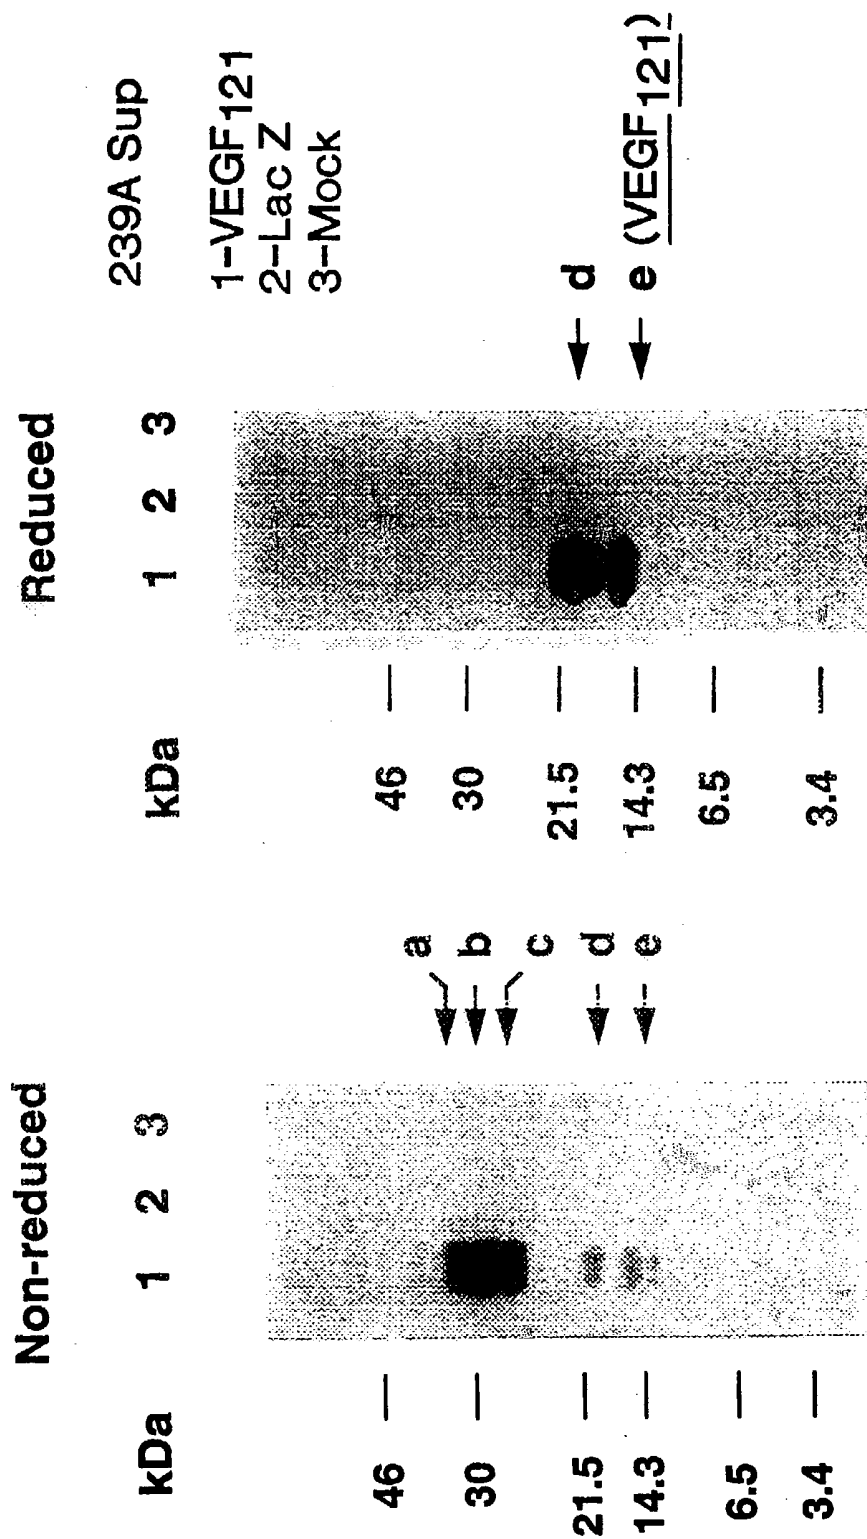 Non-reduced
kDa 1 2 3
46
30
21.5
14.3
6.5
3.4
a
b
c
d
e
Reduced
kDa 1 2 3
46
30
21.5
14.3
6.5
3.4
d
e (VEGF121)
239A Sup
1-VEGF121
2-Lac Z
3-Mock